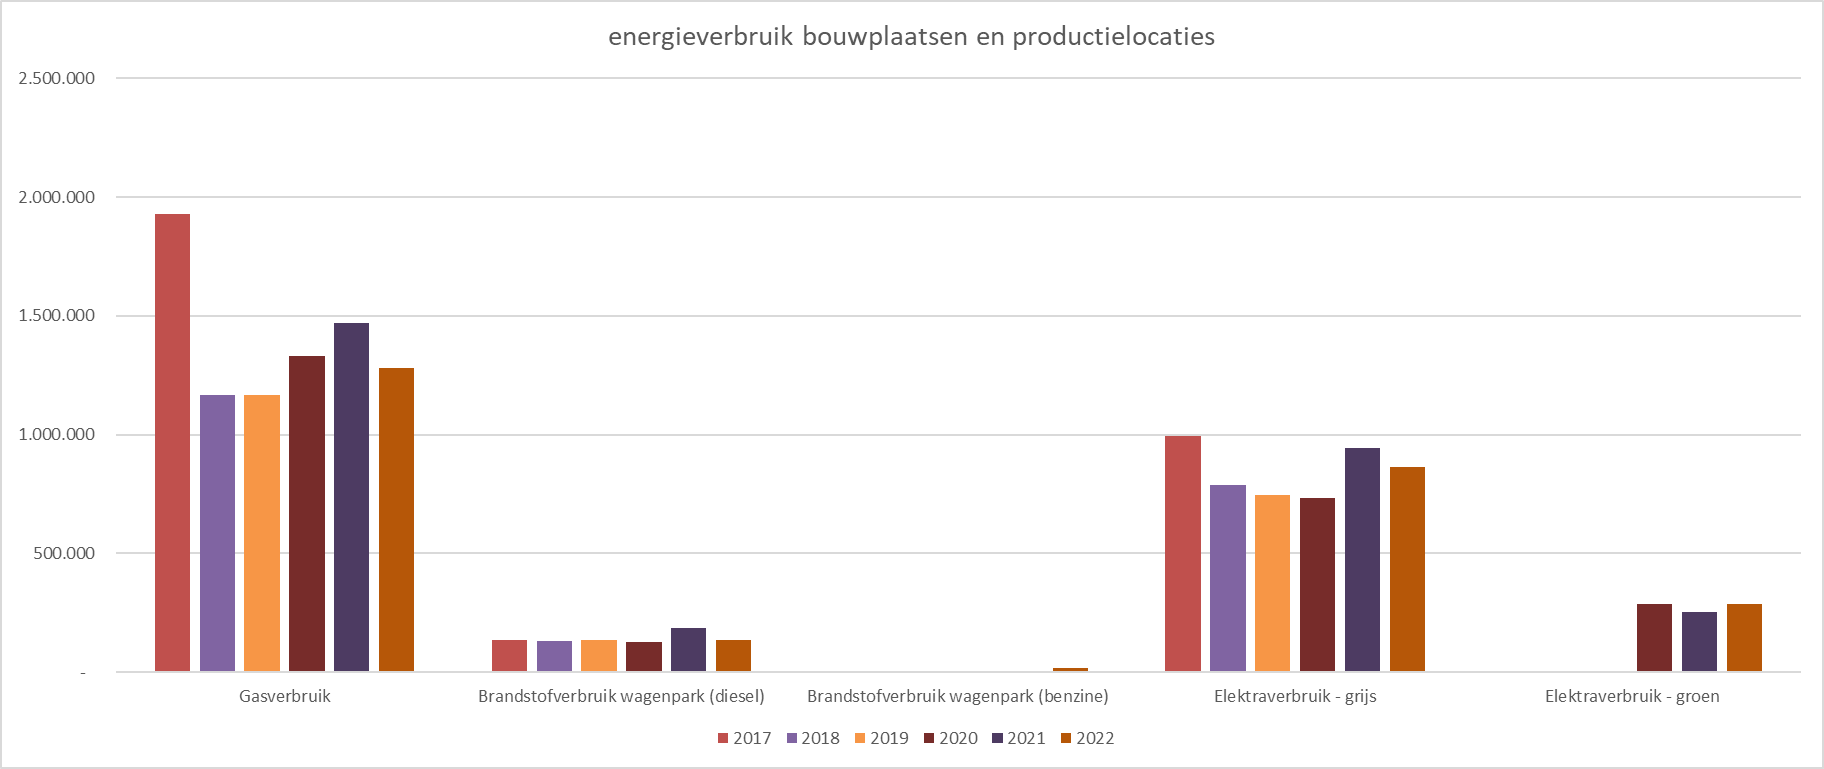 energieverbruik bouwplaatsen en productielocaties
2.500.000
2.000.000
1.500.000
1.000.000
500.000
-
Gasverbruik
Brandstofverbruik wagenpark (diesel)
Brandstofverbruik wagenpark (benzine)
Elektraverbruik - grijs
Elektraverbruik - groen
2017 2018 2019 2020 2021 2022